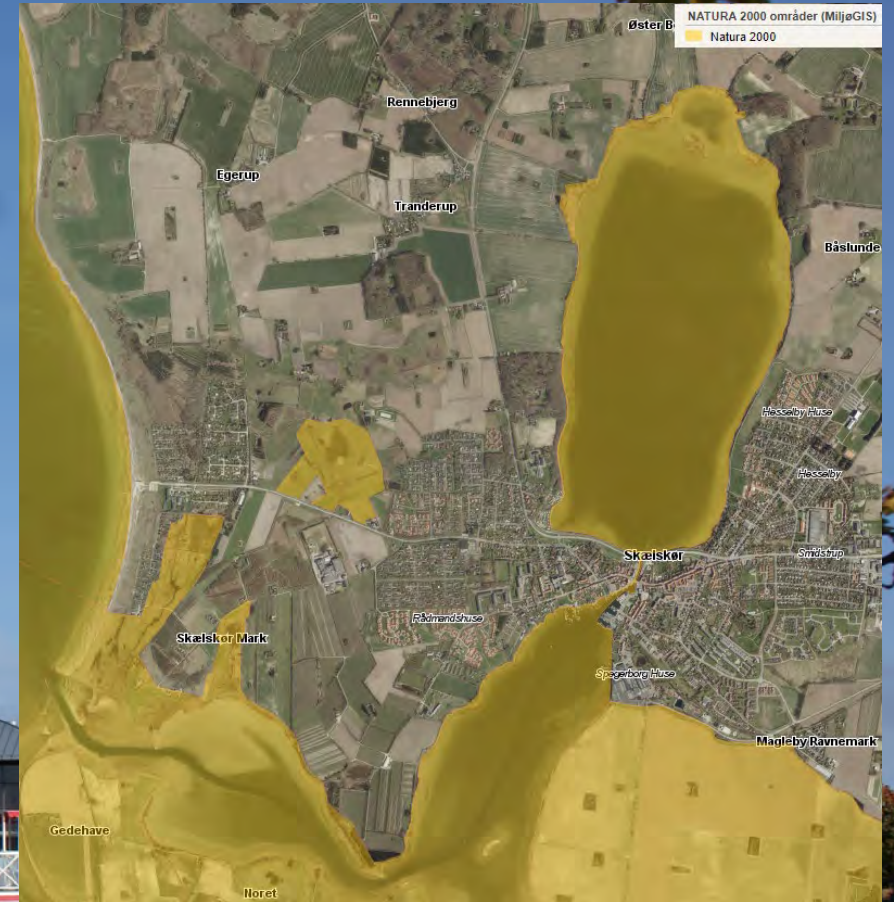 NATURA 2000 områder (MiljøGIS)
Natura 2000
Øster B
Rennebjerg
Egerup
Tranderup
Båslunde
Hesselby Huse
Hesselby
Skælskør
Smidstrup
Rådmandshuse
Skælskør Mark
Spegerborg Huse
Magleby Ravnemark
Gedehave
Noret